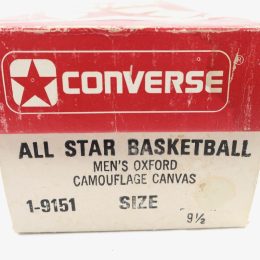 CONVERSE®
ALL STAR BASKETBALL
MEN'S OXFORD
CAMOUFLAGE CANVAS
1-9151 SIZE
9½